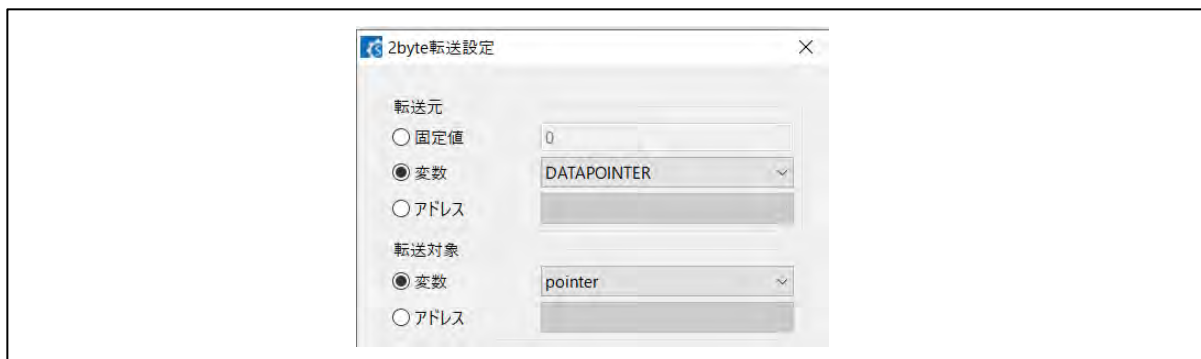 2byte転送設定
転送元
固定値 0
変数 DATAPOINTER
アドレス
転送対象
変数 pointer
アドレス